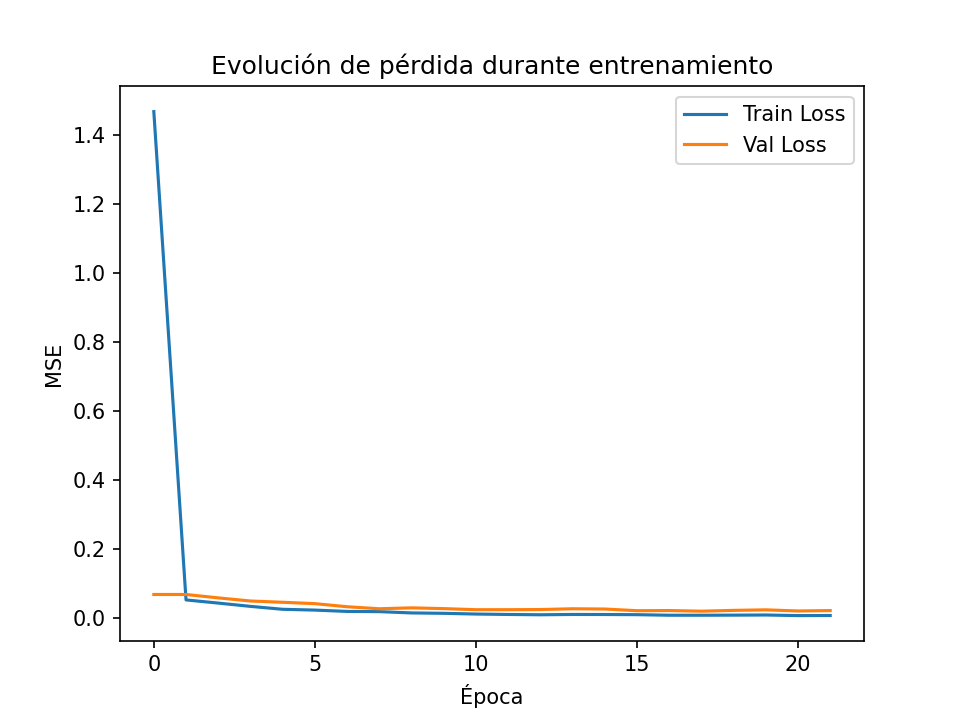 Evolución de pérdida durante entrenamiento
Train Loss
Val Loss
MSE
1.4
1.2
1.0
0.8
0.6
0.4
0.2
0.0
0 5 10 15 20
Época